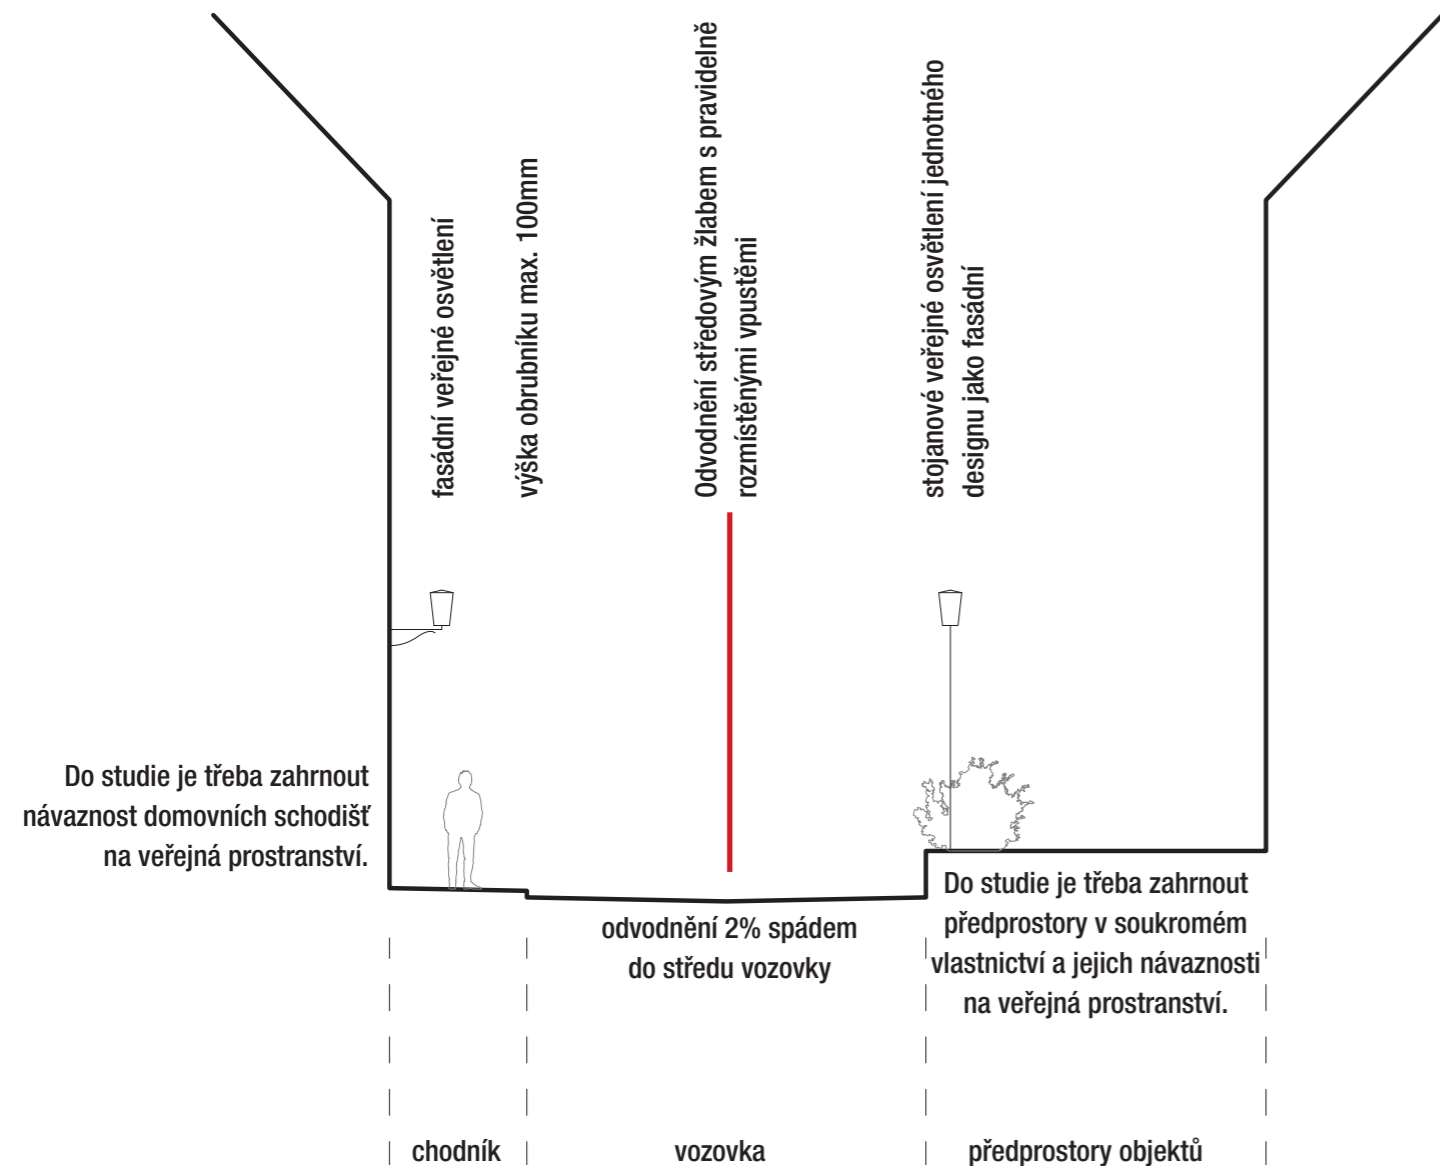 fasádní veřejné osvětlení
výška obrubníku max. 100mm
Odvodnění středovým žlabem s pravidelně
rozmístěnými vpustěmi
stojanové veřejné osvětlení jednotného
designu jako fasádní
Do studie je třeba zahrnout
návaznost domovních schodišť
na veřejná prostranství.
odvodnění 2% spádem
do středu vozovky
Do studie je třeba zahrnout
předprostory v soukromém
vlastnictví a jejich návaznosti
na veřejná prostranství.
chodník
vozovka
předprostory objektů